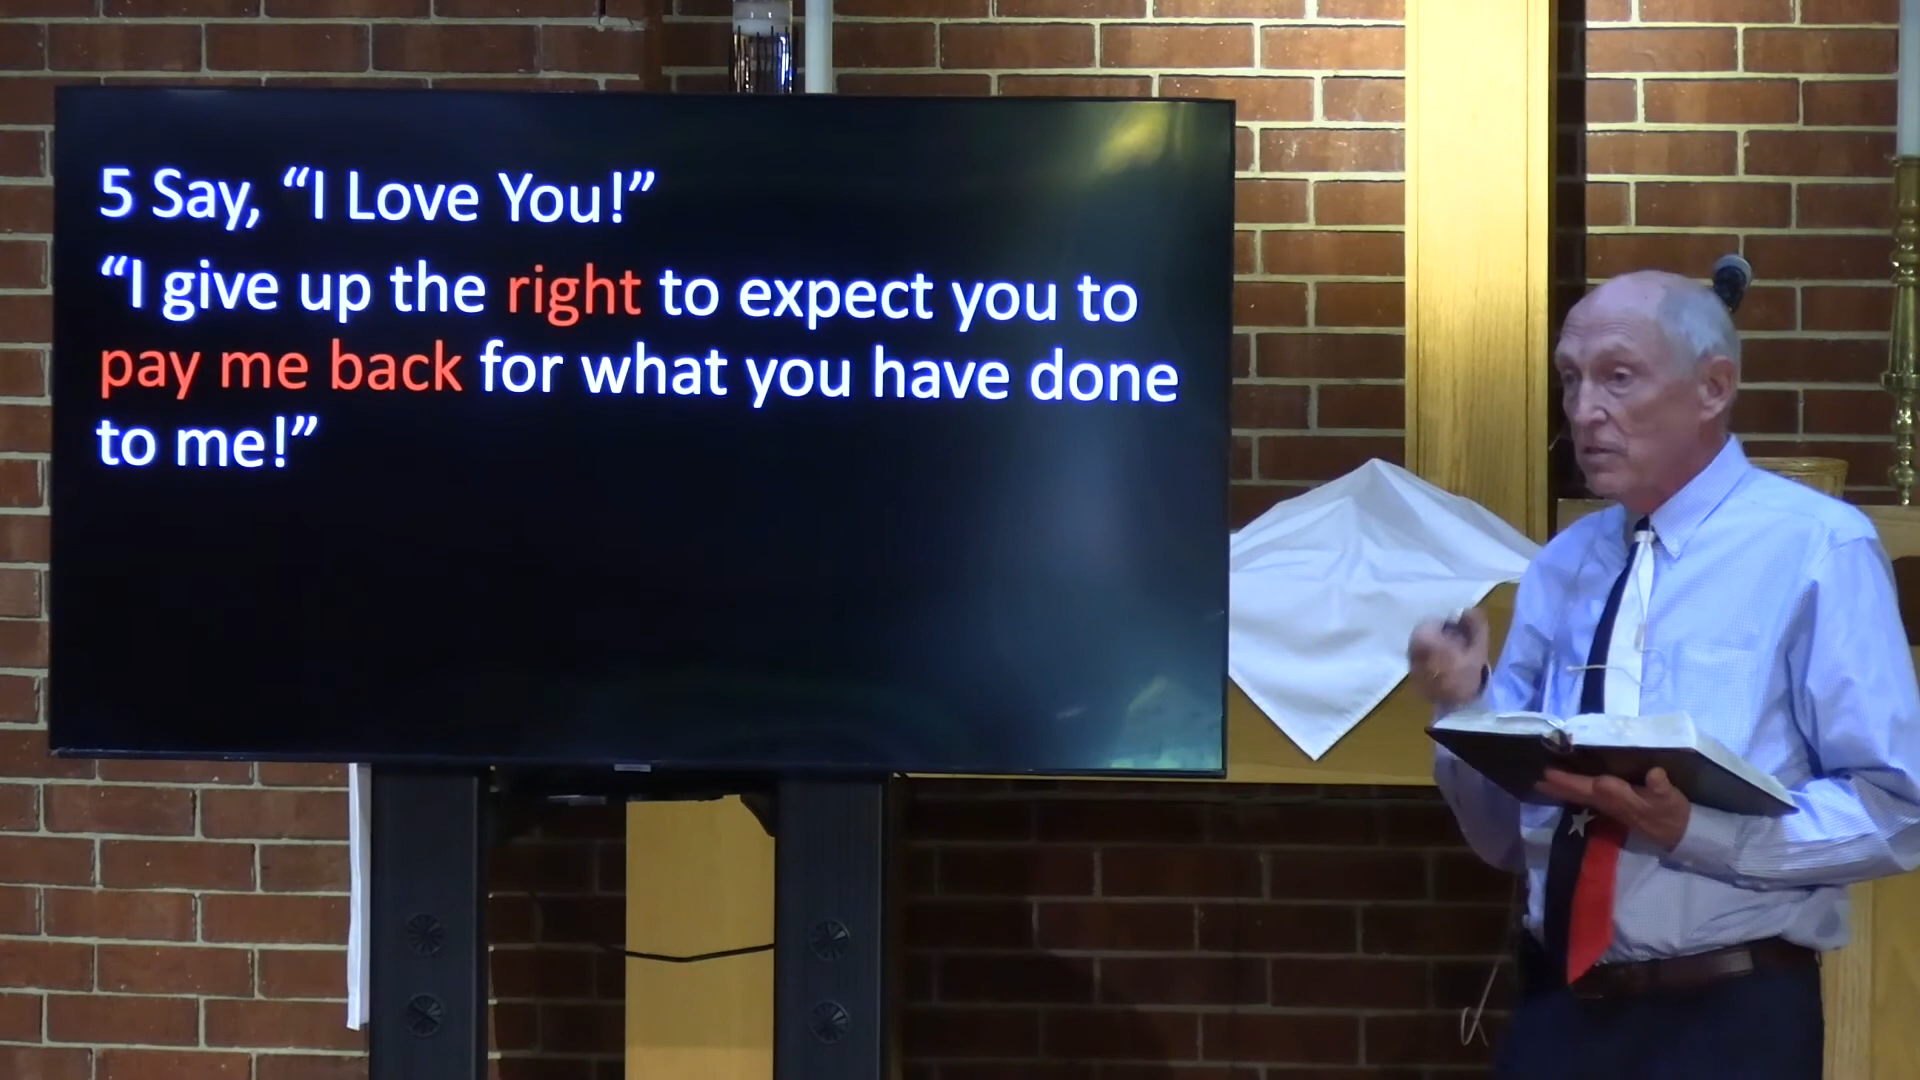 5 Say, “I Love You!”
“I give up the right to expect you to
pay me back for what you have done
to me!”